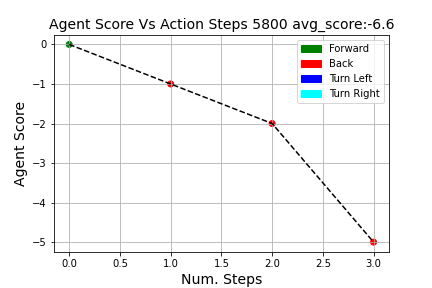 Agent Score Vs Action Steps 5800 avg_score:-6.6
Agent Score
0
−1
−2
−3
−4
−5
Forward
Back
Turn Left
Turn Right
0.0 0.5 1.0 1.5 2.0 2.5 3.0
Num. Steps